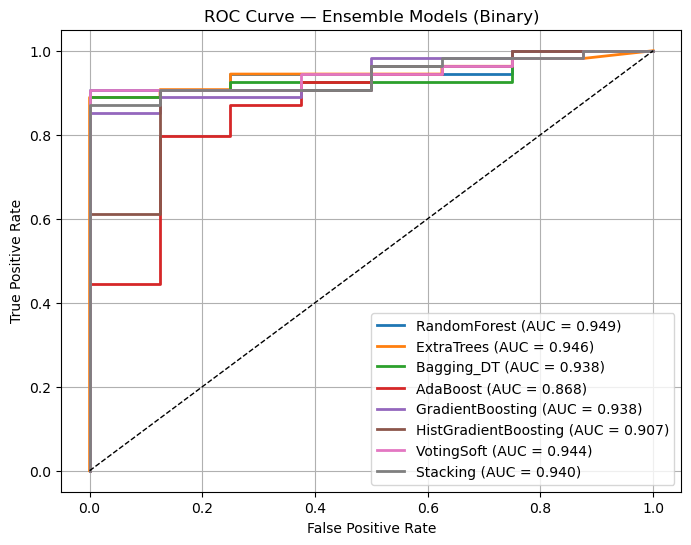 ROC Curve — Ensemble Models (Binary)
True Positive Rate
1.0
0.8
0.6
0.4
0.2
0.0
RandomForest (AUC = 0.949)
ExtraTrees (AUC = 0.946)
Bagging_DT (AUC = 0.938)
AdaBoost (AUC = 0.868)
GradientBoosting (AUC = 0.938)
HistGradientBoosting (AUC = 0.907)
VotingSoft (AUC = 0.944)
Stacking (AUC = 0.940)
0.0 0.2 0.4 0.6 0.8 1.0
False Positive Rate